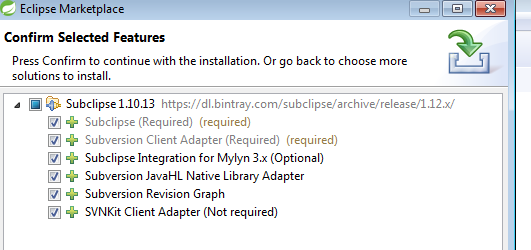 Eclipse Marketplace
Confirm Selected Features
Press Confirm to continue with the installation. Or go back to choose more
solutions to install.
Subclipse 1.10.13 https://dl.bintray.com/subclipse/archive/release/1.12.x/
Subclipse (Required) (required)
Subversion Client Adapter (Required) (required)
Subclipse Integration for Mylyn 3.x (Optional)
Subversion JavaHL Native Library Adapter
Subversion Revision Graph
SVNKit Client Adapter (Not required)